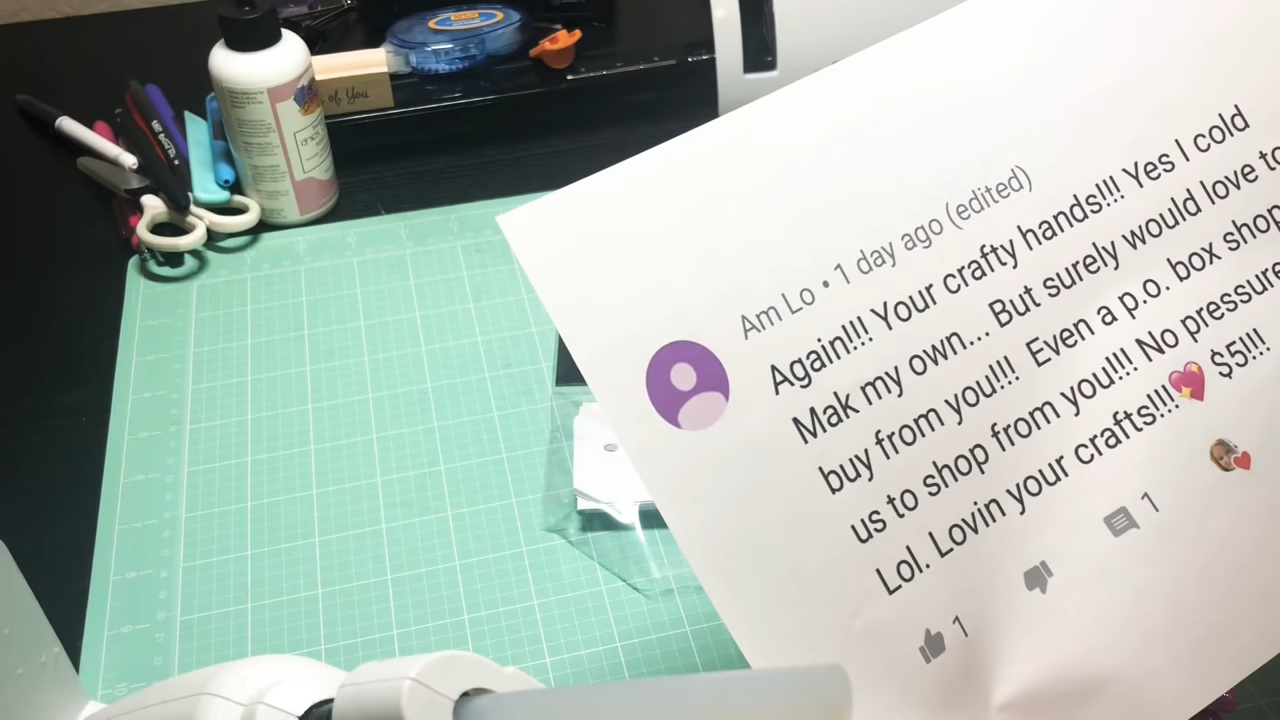 of You
Am Lo • 1 day ago (edited)
Again!!! Your crafty hands!!! Yes I cold
Mak my own... But surely would love to
buy from you!!! Even a p.o. box shop
us to shop from you!!!! No pressure
Lol. Lovin your crafts!!!💖 $5!!!
1
1